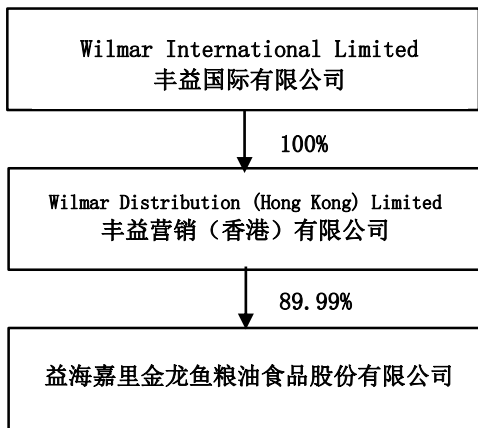 Wilmar International Limited
丰益国际有限公司
100%
Wilmar Distribution (Hong Kong) Limited
丰益营销（香港）有限公司
89.99%
益海嘉里金龙鱼粮油食品股份有限公司